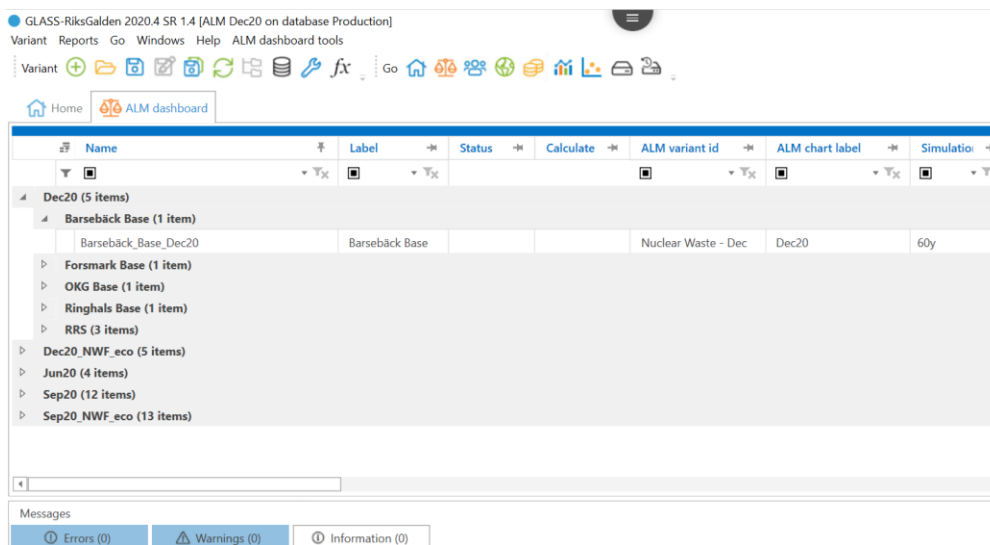 GLASS-RiksGalden 2020.4 SR 1.4 [ALM Dec20 on database Production]
Variant Reports Go Windows Help ALM dashboard tools
Variant fx Go
Home ALM dashboard
Name Label Status Calculate ALM variant id ALM chart label Simulation
Dec20 (5 items)
Barsebäck Base (1 item)
Barsebäck_Base_Dec20 Barsebäck Base Nuclear Waste - Dec Dec20 60y
Forsmark Base (1 item)
OKG Base (1 item)
Ringhals Base (1 item)
RRS (3 items)
Dec20_NWF_eco (5 items)
Jun20 (4 items)
Sep20 (12 items)
Sep20_NWF_eco (13 items)
Messages
Errors (0) Warnings (0) Information (0)